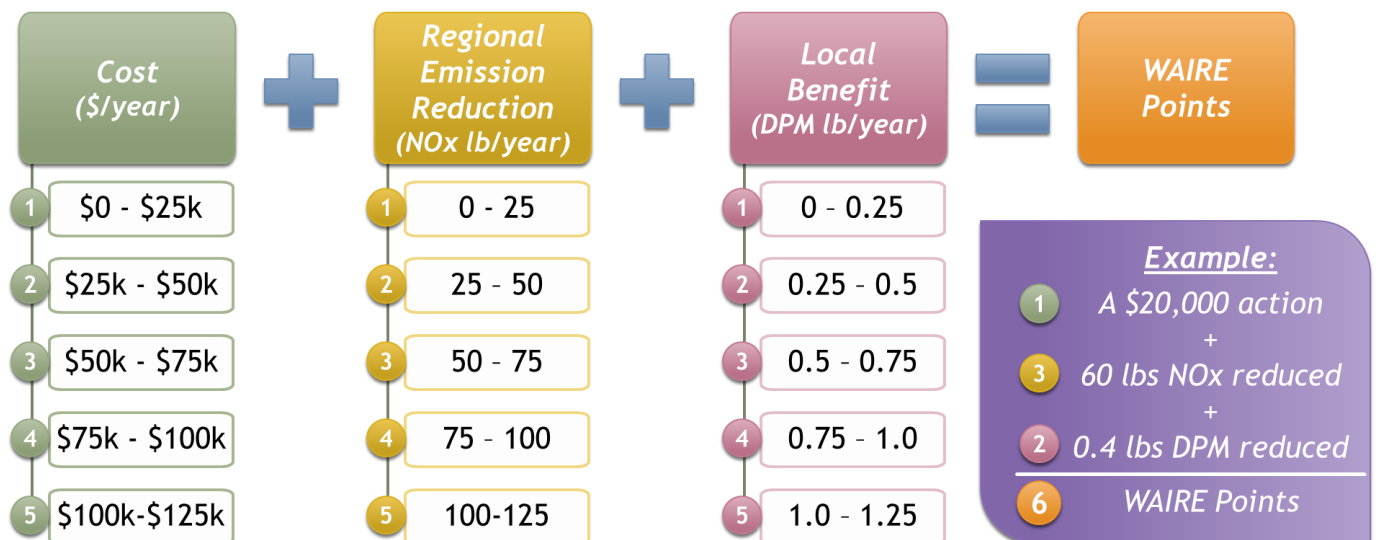 Cost
($/year)
Regional
Emission
Reduction
(NOx lb/year)
Local
Benefit
(DPM lb/year)
WAIRE
Points
1 $0 - $25k
2 $25k - $50k
3 $50k - $75k
4 $75k - $100k
5 $100k-$125k
1 0 - 25
2 25 – 50
3 50 – 75
4 75 – 100
5 100-125
1 0 – 0.25
2 0.25 – 0.5
3 0.5 – 0.75
4 0.75 – 1.0
5 1.0 – 1.25
Example:
1 A $20,000 action
+
3 60 lbs NOx reduced
+
2 0.4 lbs DPM reduced
6 WAIRE Points